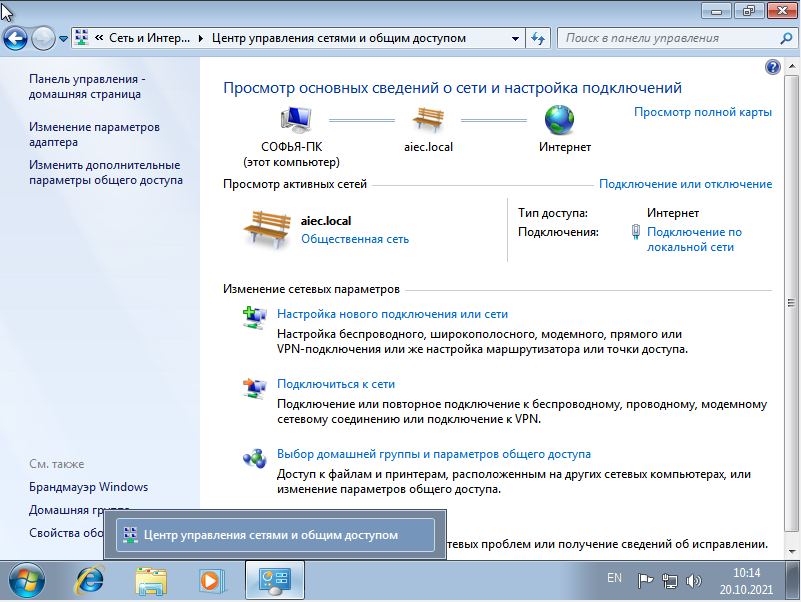 « Сеть и Интер... ▸ Центр управления сетями и общим доступом
Поиск в панели управления
Панель управления -
домашняя страница
Изменение параметров
адаптера
Изменить дополнительные
параметры общего доступа
Просмотр основных сведений о сети и настройка подключений
Просмотр полной карты
СОФЬЯ-ПК
(этот компьютер)
aiec.local
Интернет
Просмотр активных сетей
Подключение или отключение
aiec.local
Общественная сеть
Тип доступа: Интернет
Подключения: Подключение по
локальной сети
Изменение сетевых параметров
Настройка нового подключения или сети
Настройка беспроводного, широкополосного, модемного, прямого или
VPN-подключения или же настройка маршрутизатора или точки доступа.
Подключиться к сети
Подключение или повторное подключение к беспроводному, проводному, модемному
сетевому соединению или подключение к VPN.
Выбор домашней группы и параметров общего доступа
Доступ к файлам и принтерам, расположенным на других сетевых компьютерах, или
изменение параметров общего доступа.
тевых проблем или получение сведений об исправлении.
См. также
Брандмауэр Windows
Домашняя
Свойства
Центр управления сетями и общим доступом
EN
10:14
20.10.2021